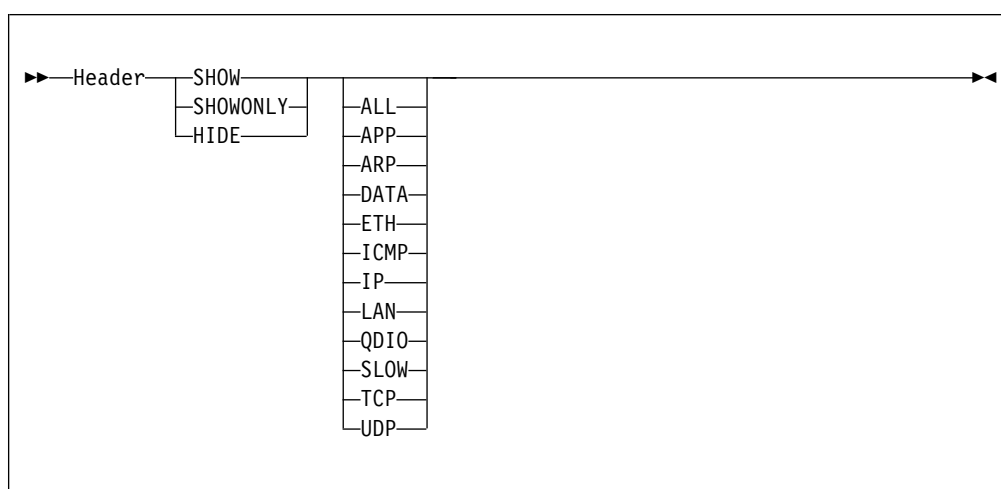 Header SHOW
SHOWONLY ALL
HIDE APP
ARP
DATA
ETH
ICMP
IP
LAN
QDIO
SLOW
TCP
UDP